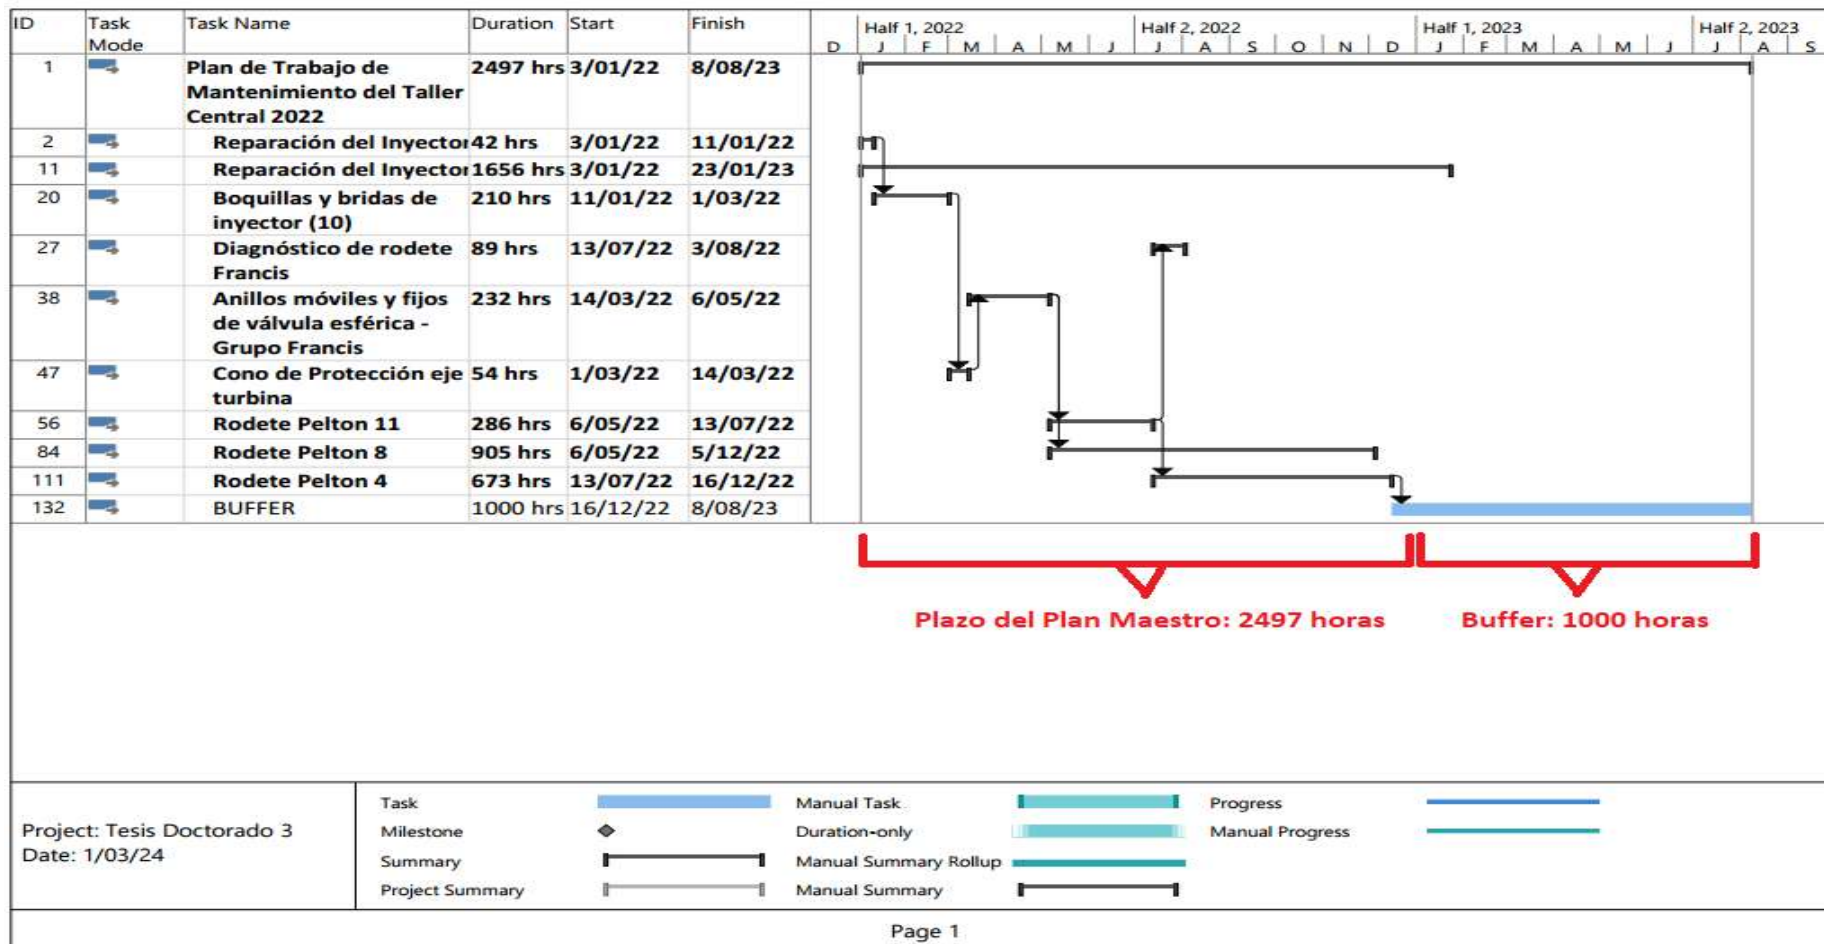 ID Task Mode Task Name Duration Start Finish
Half 1, 2022 Half 2, 2022 Half 1, 2023 Half 2, 2023
D J F M A M J J A S O N D J F M A M J J A S
1 Plan de Trabajo de Mantenimiento del Taller Central 2022 2497 hrs 3/01/22 8/08/23
2 Reparación del Inyector 42 hrs 3/01/22 11/01/22
11 Reparación del Inyector 1656 hrs 3/01/22 23/01/23
20 Boquillas y bridas de inyector (10) 210 hrs 11/01/22 1/03/22
27 Diagnóstico de rodete Francis 89 hrs 13/07/22 3/08/22
38 Anillos móviles y fijos de válvula esférica - Grupo Francis 232 hrs 14/03/22 6/05/22
47 Cono de Protección eje turbina 54 hrs 1/03/22 14/03/22
56 Rodete Pelton 11 286 hrs 6/05/22 13/07/22
84 Rodete Pelton 8 905 hrs 6/05/22 5/12/22
111 Rodete Pelton 4 673 hrs 13/07/22 16/12/22
132 BUFFER 1000 hrs 16/12/22 8/08/23
Plazo del Plan Maestro: 2497 horas Buffer: 1000 horas
Project: Tesis Doctorado 3
Date: 1/03/24
Task Manual Task Progress
Milestone Duration-only Manual Progress
Summary Manual Summary Rollup
Project Summary Manual Summary
Page 1